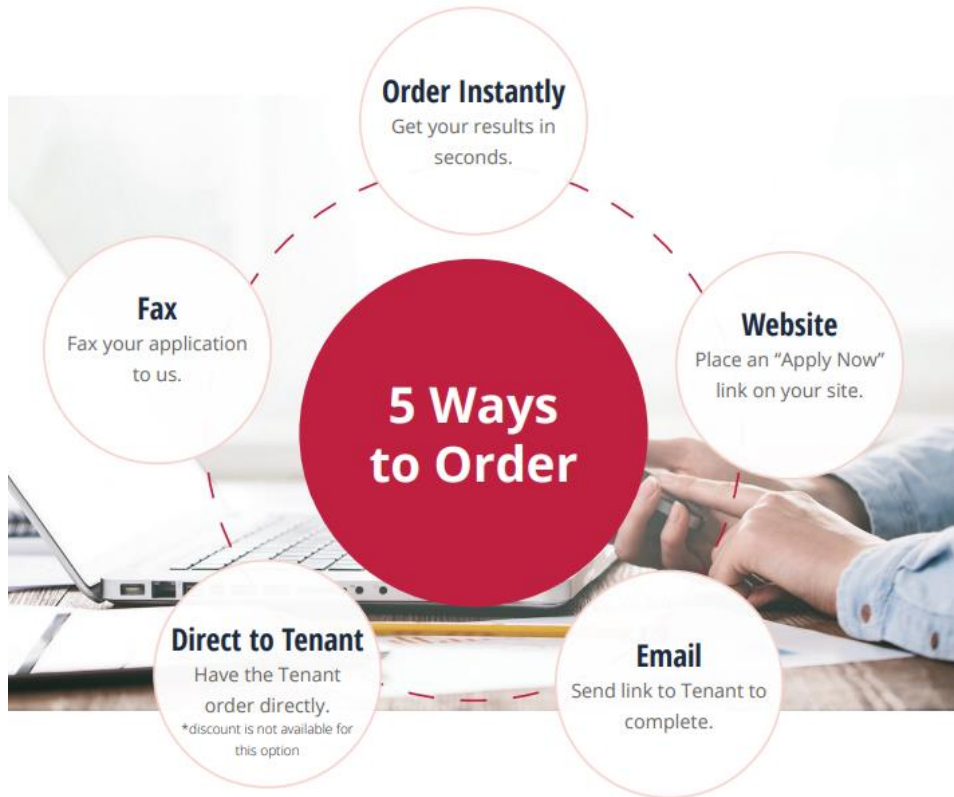 Order Instantly
Get your results in
seconds.
Website
Place an “Apply Now”
link on your site.
Email
Send link to Tenant to
complete.
Direct to Tenant
Have the Tenant
order directly.
*discount is not available for
this option
Fax
Fax your application
to us.
5 Ways
to Order